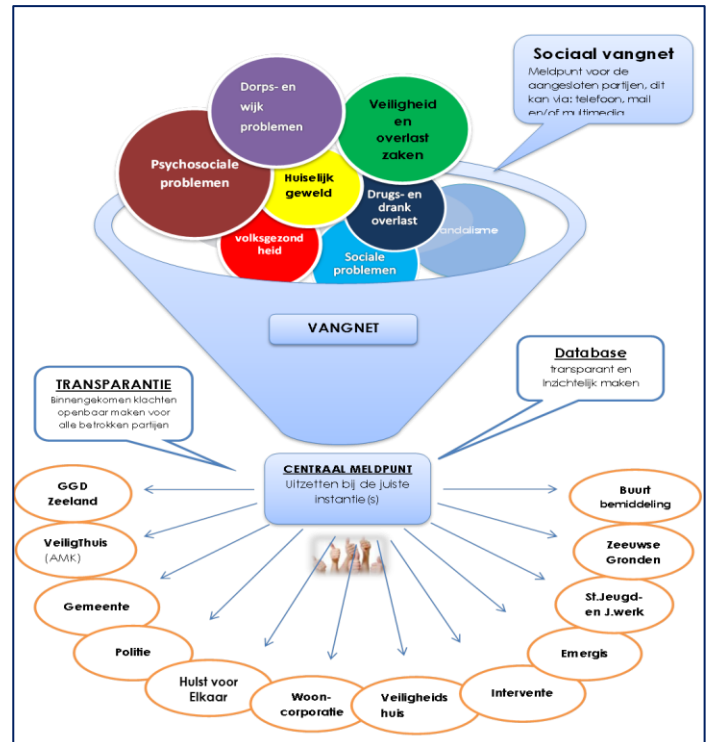 Sociaal vangnet
Meldpunt voor de
aangesloten partijen, dit
kan via: telefoon, mail
en/of multimedia
Dorps- en
wijk
problemen
Veiligheid
en
overlast
zaken
Psychosociale
problemen
Huiselijk
geweld
Drugs- en
drank
overlast
andalisme
volksgezond
heid
Sociale
problemen
VANGNET
TRANSPARANTIE
Binnengekomen klachten
openbaar maken voor
alle betrokken partijen
Database
transparant en
Inzichtelijk maken
CENTRAAL MELDPUNT
Uitzetten bij de juiste
instantie(s)
GGD
Zeeland
VeiligThuis
(AMK)
Gemeente
Politie
Hulst voor
Elkaar
Woon-
corporatie
Veiligheids
huis
Intervente
Emergis
St.Jeugd-
en J.werk
Zeeuwse
Gronden
Buurt
bemiddeling